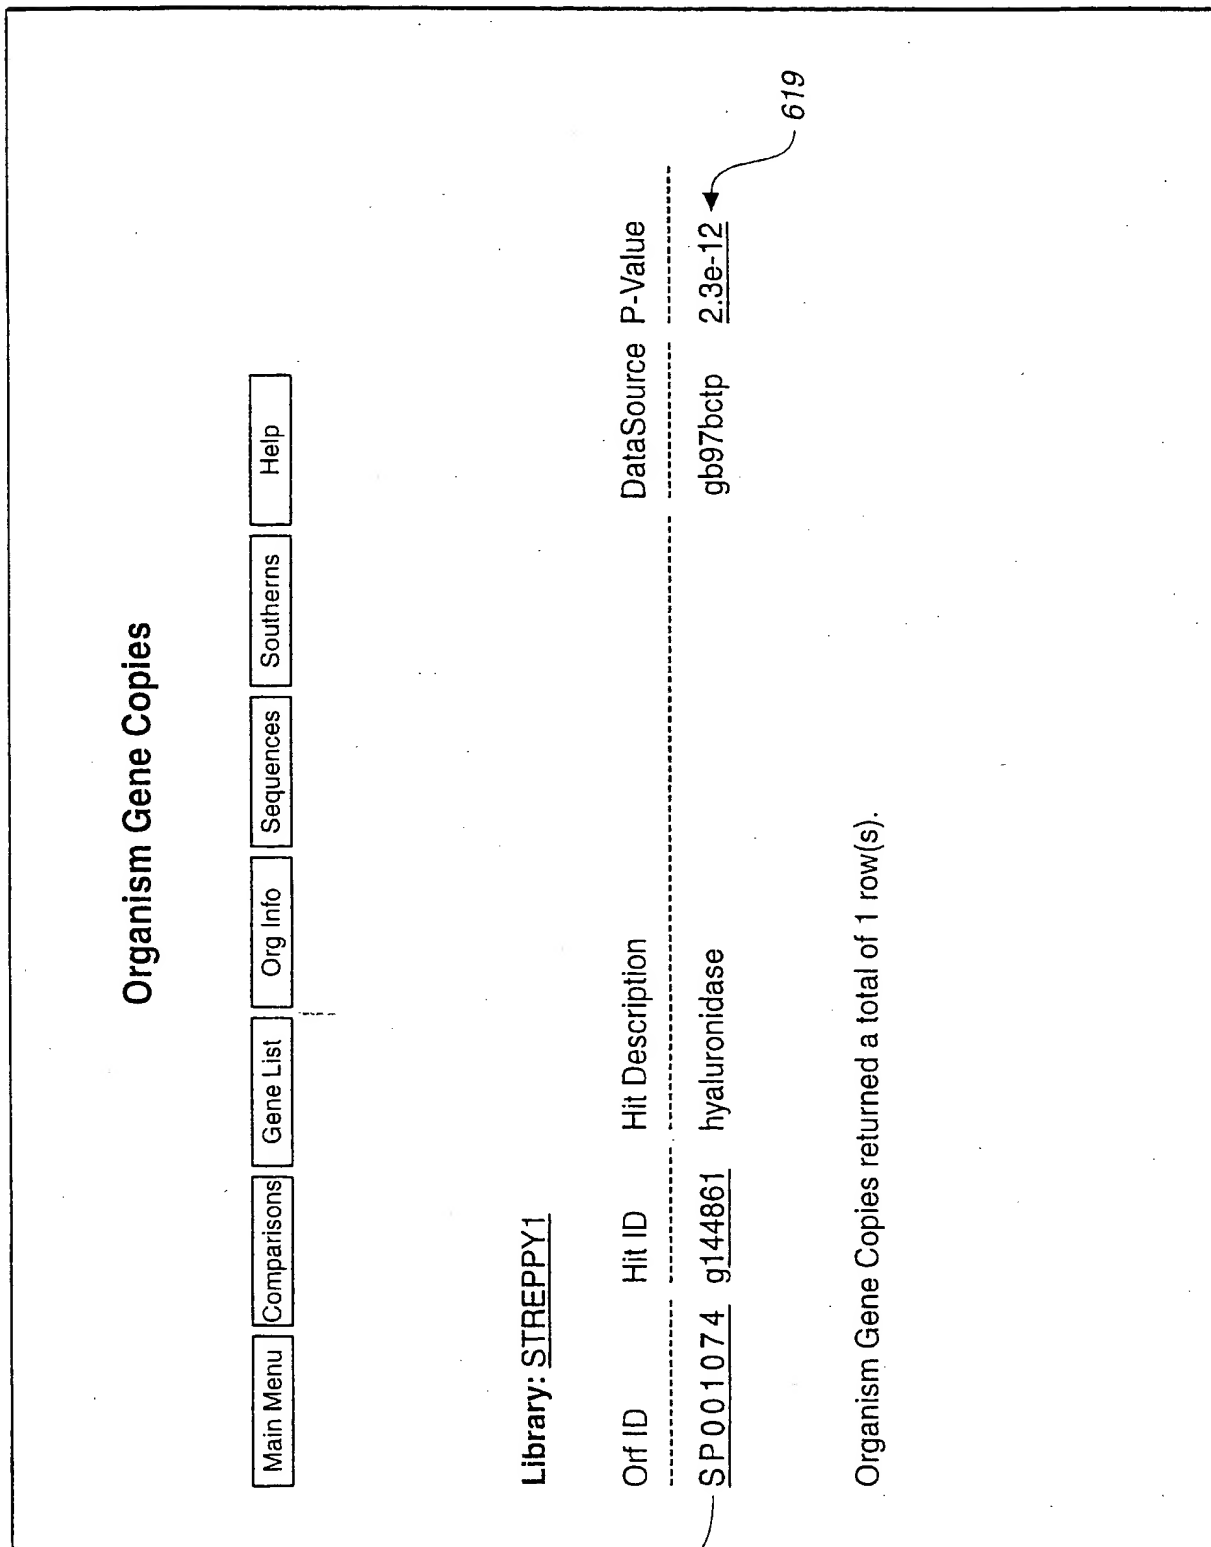 Organism Gene Copies
Main Menu Comparisons Gene List Org Info Sequences Southerns Help
Library: STREPPY1
Orf ID Hit ID Hit Description DataSource P-Value
SP001074 g144861 hyaluronidase gb97bctp 2.3e-12
619
Organism Gene Copies returned a total of 1 row(s).